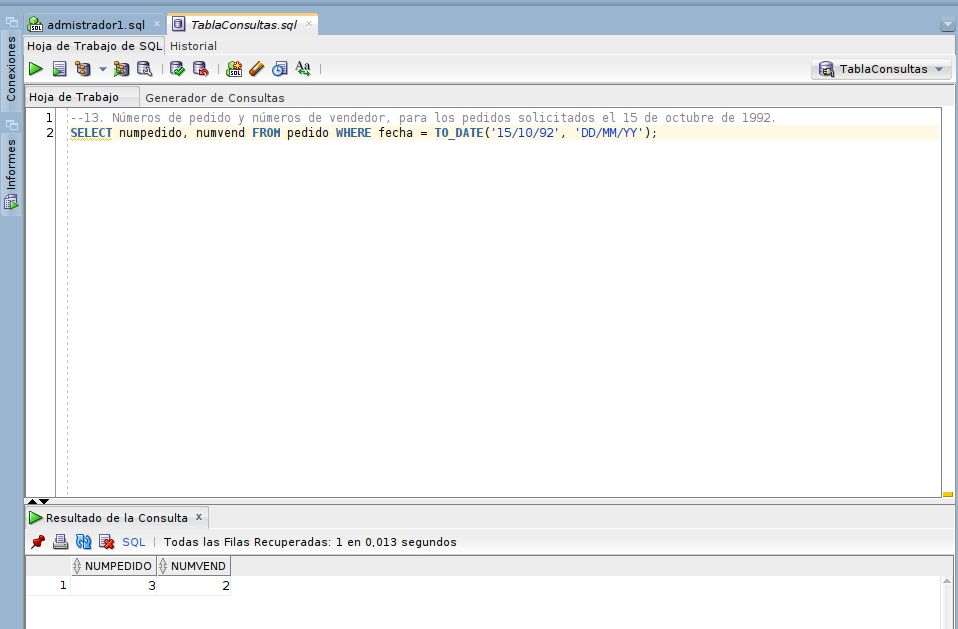 admistrador1.sql
TablaConsultas.sql
Hoja de Trabajo de SQL Historial
Conexiones
Informes
TablaConsultas
Hoja de Trabajo Generador de Consultas
1 --13. Números de pedido y números de vendedor, para los pedidos solicitados el 15 de octubre de 1992.
2 SELECT numpedido, numvend FROM pedido WHERE fecha = TO_DATE('15/10/92', 'DD/MM/YY');
Resultado de la Consulta x
SQL | Todas las Filas Recuperadas: 1 en 0,013 segundos
NUMPEDIDO NUMVEND
1 3 2